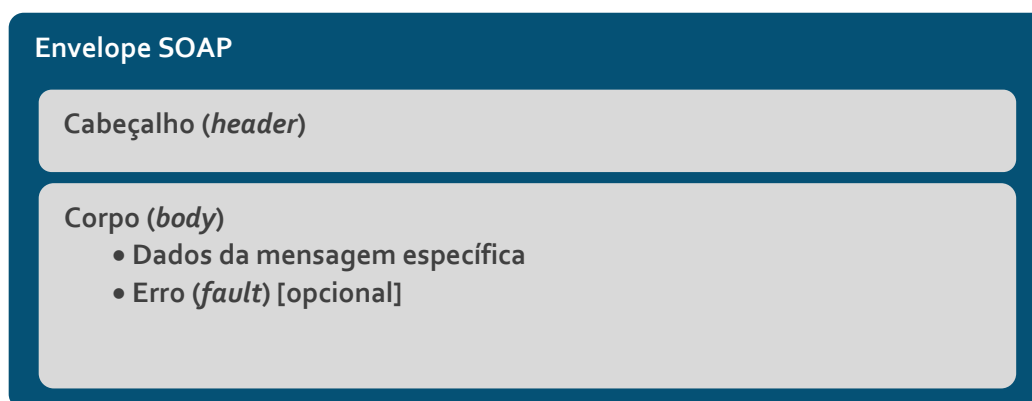 Envelope SOAP
Cabeçalho (header)
Corpo (body)
• Dados da mensagem específica
• Erro (fault) [opcional]